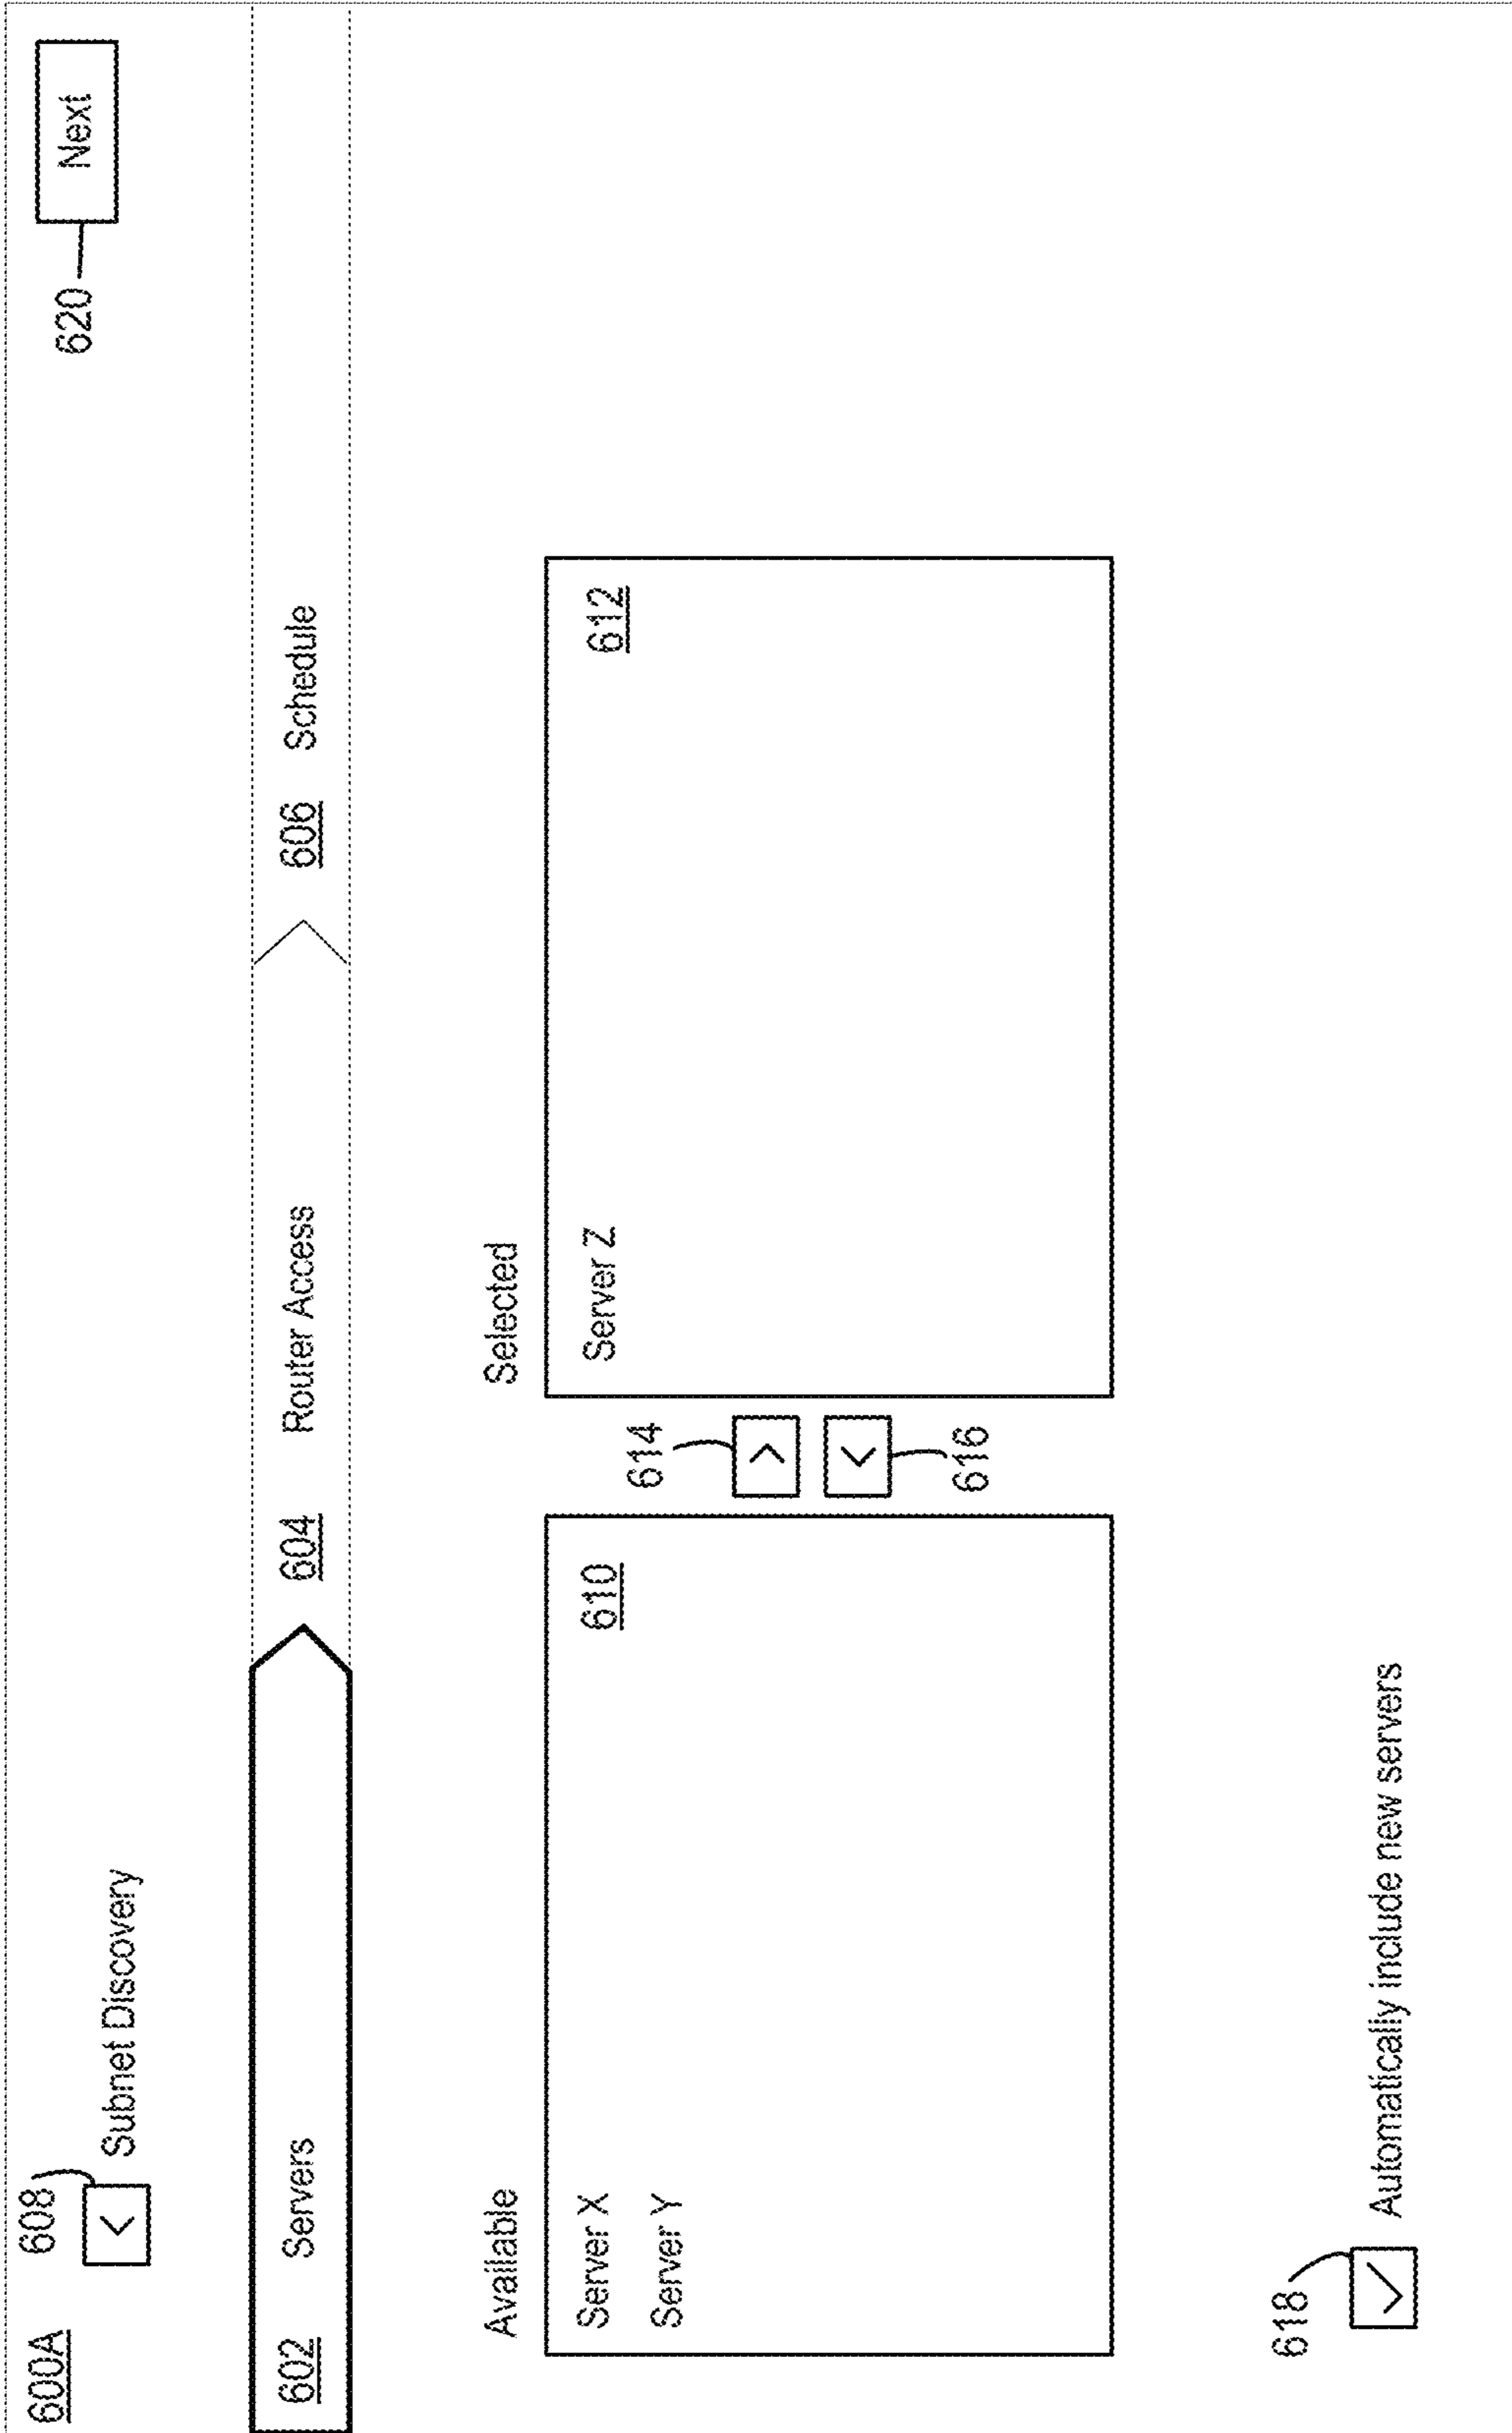 600A 608 620 Next
< Subnet Discovery
602 Servers 604 Router Access 606 Schedule
Available Selected
Server X 610 614 Server Z 612
Server Y
>
<
616
618 Automatically include new servers